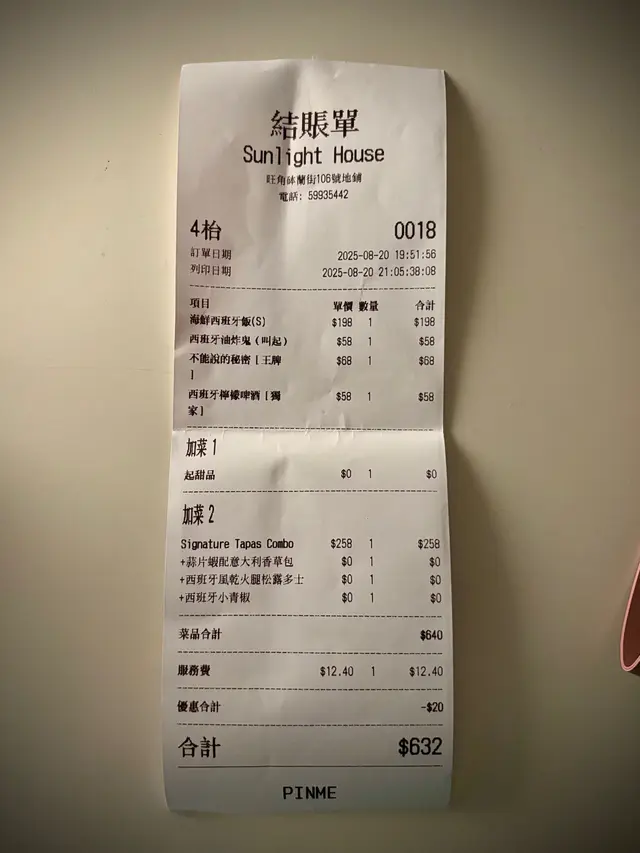 結賬單
Sunlight House
旺角砵蘭街106號地鋪
電話: 59935442
4枱 0018
訂單日期 2025-08-20 19:51:56
列印日期 2025-08-20 21:05:38:08
項目 單價 數量 合計
海鮮西班牙飯(S) $198 1 $198
西班牙油炸鬼(叫起) $58 1 $58
不能說的秘密[王牌 $68 1 $68
]
西班牙檸檬啤酒[獨 $58 1 $58
家]
加菜 1
起甜品 $0 1 $0
加菜 2
Signature Tapas Combo $258 1 $258
+蒜片蝦配意大利香草包 $0 1 $0
+西班牙風乾火腿松露多士 $0 1 $0
+西班牙小青椒 $0 1 $0
菜品合計 $640
服務費 $12.40 1 $12.40
優惠合計 -$20
合計 $632
PINME